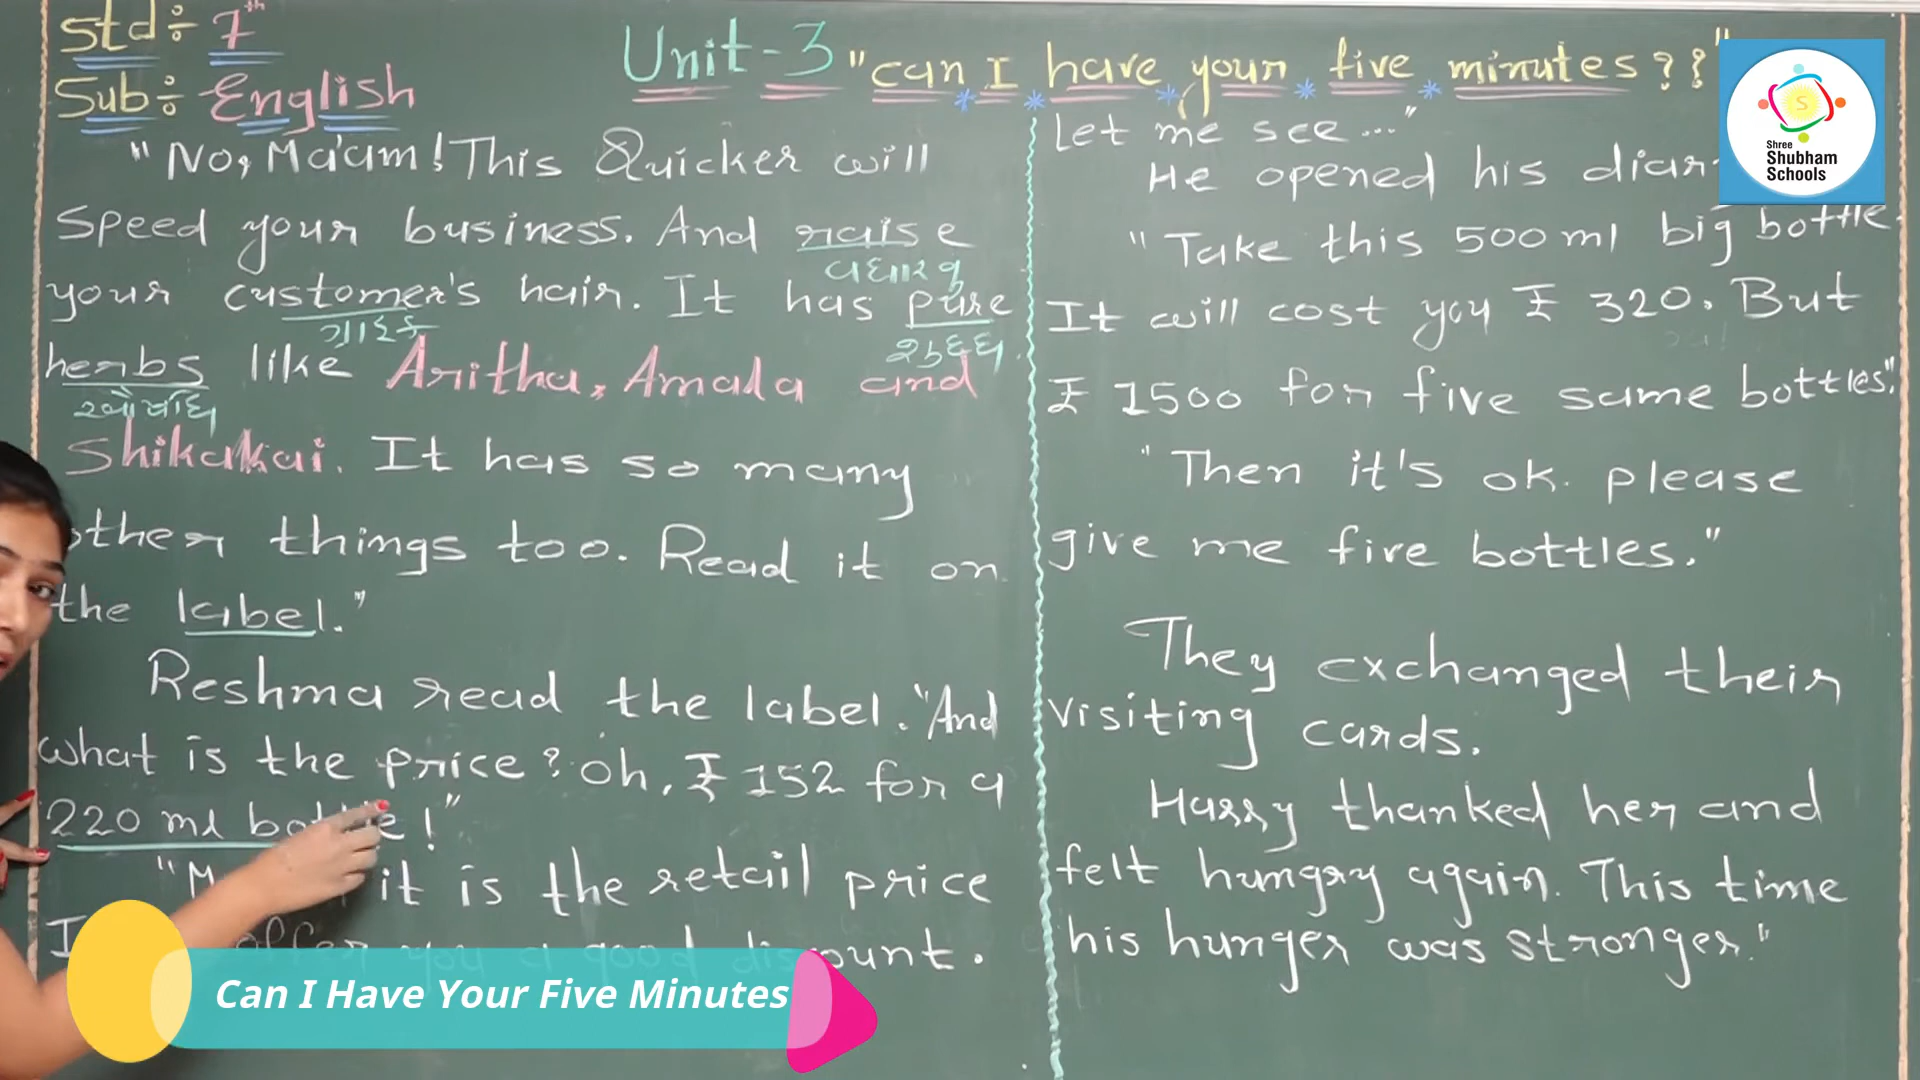 Std÷ 7th
Sub÷ English
Unit-3 "can I have your five minutes??"
"No, Ma'am! This Quicker will
Speed your business. And raise
વધારવુ
your customer's hair. It has pure
ગ્રાહક
શુદ્ધ
herbs like Aritha, Amala and
ઔષધિ
Shikakai. It has so many
other things too. Read it on
the label."
Reshma read the label. "And
what is the price? Oh, ₹ 152 for a
220 ml bottle!"
it is the retail price
I offer you a good discount.
Let me see..."
He opened his
"Take this 500 ml big bottle
It will cost you ₹ 320. But
₹ 1500 for five same bottles."
"Then it's ok. please
give me five bottles."
They exchanged their
visiting cards.
Harry thanked her and
felt hungry again. This time
his hunger was stronger."
Shree
Shubham
Schools
S
Can I Have Your Five Minutes